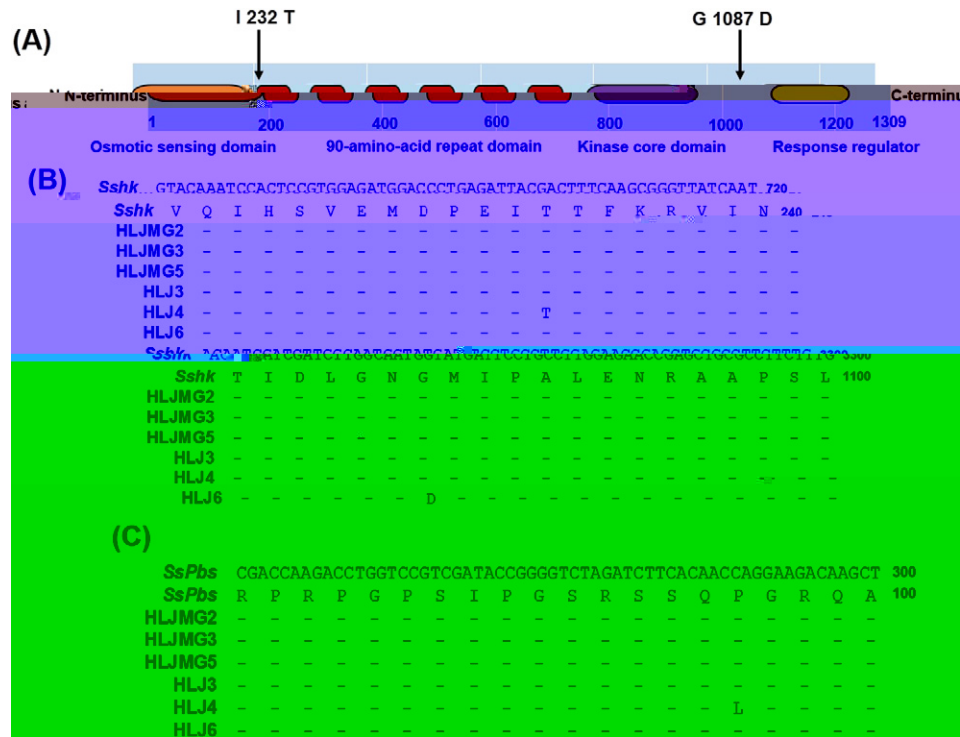 (A)
I 232 T G 1087 D
N-terminus C-terminus
1 200 400 600 800 1000 1200 1309
Osmotic sensing domain 90-amino-acid repeat domain Kinase core domain Response regulator
(B)
Sshk GTACAAATCCACTCCGTGGAGATGGACCCTGAGATTACGACTTTCAAGCGGGTTATCAAT 720
Sshk V Q I H S V E M D P E I T T F K R V I N 240
HLJMG2 - - - - - - - - - - - - - - - - - - - -
HLJMG3 - - - - - - - - - - - - - - - - - - - -
HLJMG5 - - - - - - - - - - - - - - - - - - - -
HLJ3 - - - - - - - - - - - - - - - - - - - -
HLJ4 - - - - - - - - - - - T - - - - - - - -
HLJ6 - - - - - - - - - - - - - - - - - - - -
Sshk 3300
Sshk T I D L G N G M I P A L E N R A A P S L 1100
HLJMG2 - - - - - - - - - - - - - - - - - - - -
HLJMG3 - - - - - - - - - - - - - - - - - - - -
HLJMG5 - - - - - - - - - - - - - - - - - - - -
HLJ3 - - - - - - - - - - - - - - - - - - - -
HLJ4 - - - - - - - - - - - - - - - - - - - -
HLJ6 - - - - - - D - - - - - - - - - - - - -
(C)
SsPbs CGACCAAGACCTGGTCCGTCGATACCGGGGTCTAGATCTTCACAACCAGGAAGACAAGCT 300
SsPbs R P R P G P S I P G S R S S Q P G R Q A 100
HLJMG2 - - - - - - - - - - - - - - - - - - - -
HLJMG3 - - - - - - - - - - - - - - - - - - - -
HLJMG5 - - - - - - - - - - - - - - - - - - - -
HLJ3 - - - - - - - - - - - - - - - - - - - -
HLJ4 - - - - - - - - - - - - - - - L - - - -
HLJ6 - - - - - - - - - - - - - - - - - - - -